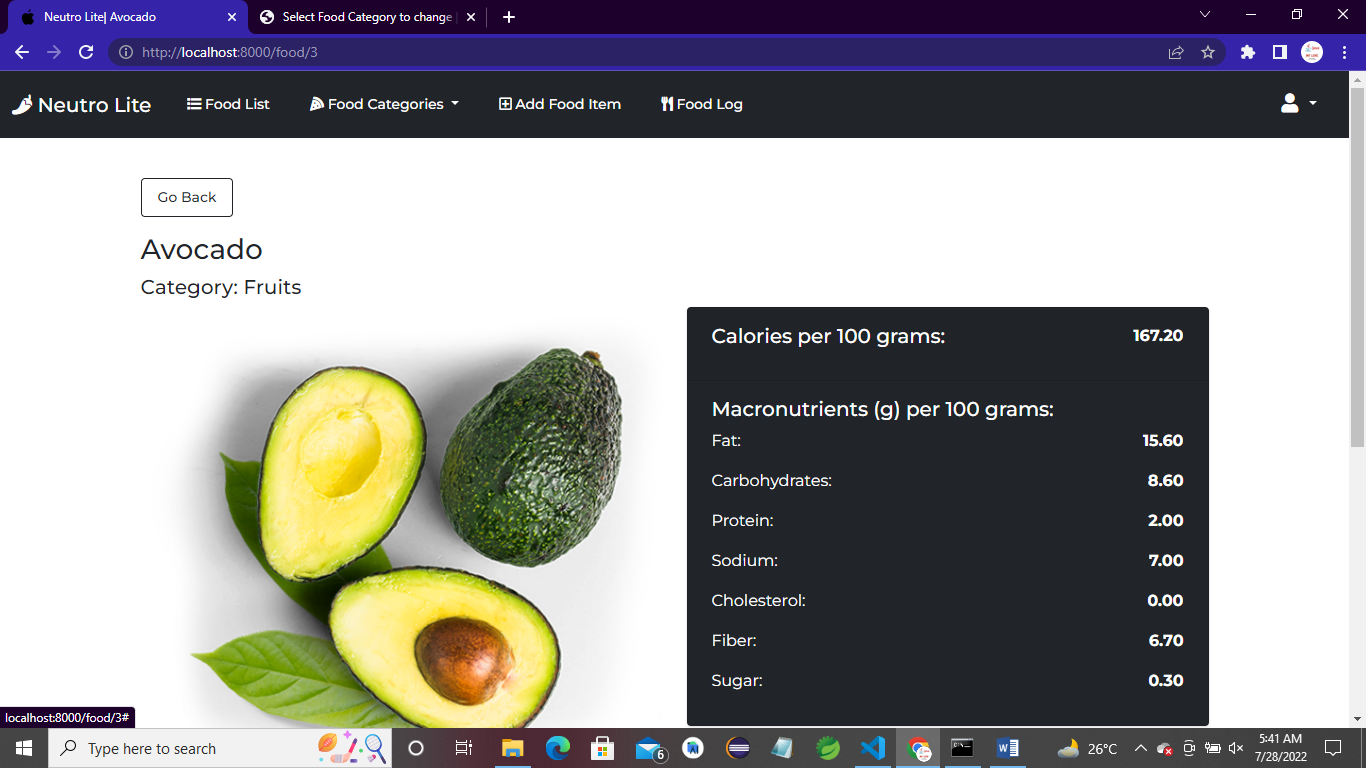 Neutro Lite| Avocado
Select Food Category to change
http://localhost:8000/food/3
Neutro Lite
Food List
Food Categories
Add Food Item
Food Log
Go Back
Avocado
Category: Fruits
Calories per 100 grams: 167.20
Macronutrients (g) per 100 grams:
Fat: 15.60
Carbohydrates: 8.60
Protein: 2.00
Sodium: 7.00
Cholesterol: 0.00
Fiber: 6.70
Sugar: 0.30
localhost:8000/food/3#
Type here to search
6
26°C
5:41 AM
7/28/2022